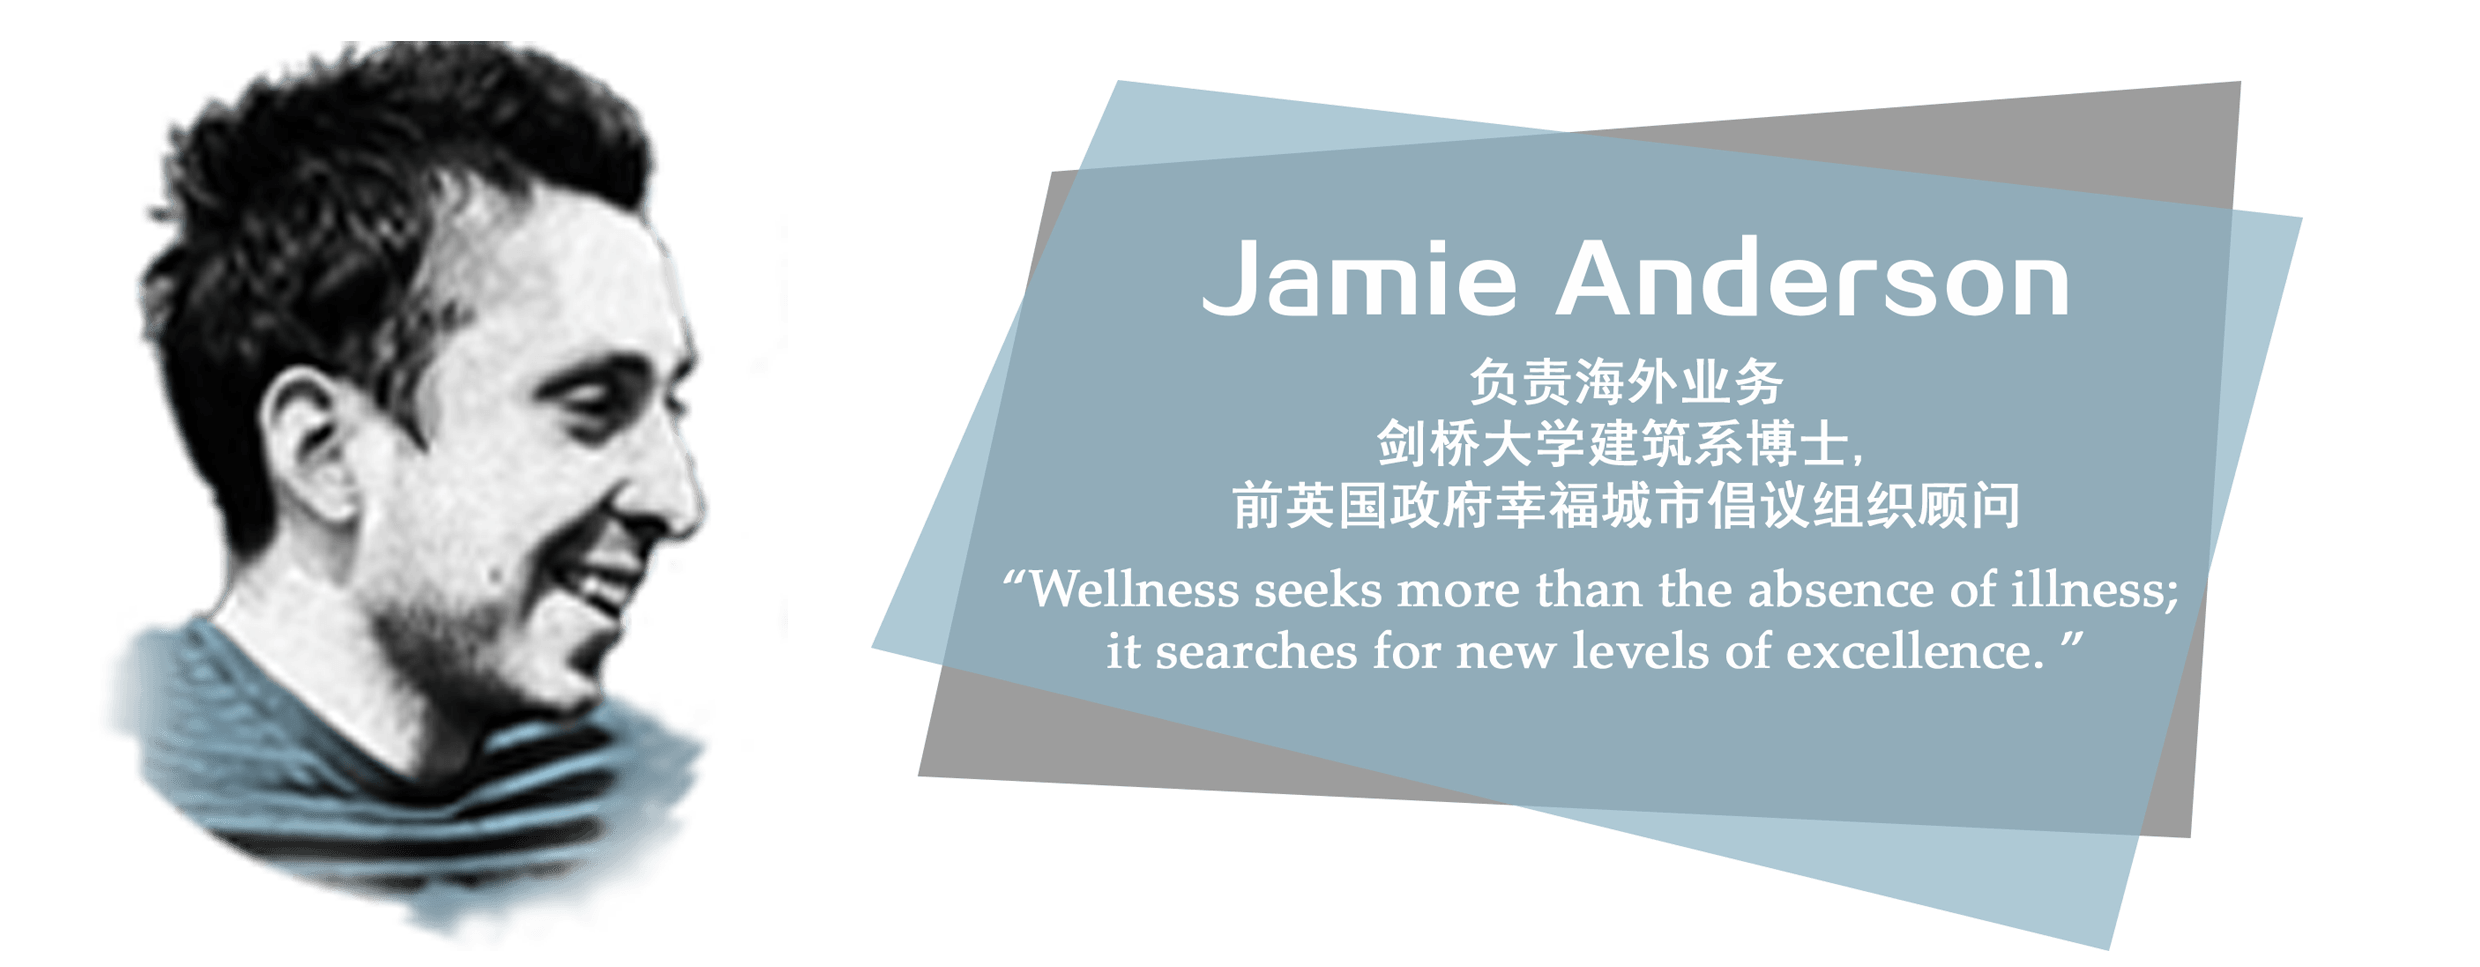 Jamie Anderson
负责海外业务
剑桥大学建筑系博士，
前英国政府幸福城市倡议组织顾问
“Wellness seeks more than the absence of illness;
it searches for new levels of excellence. ”